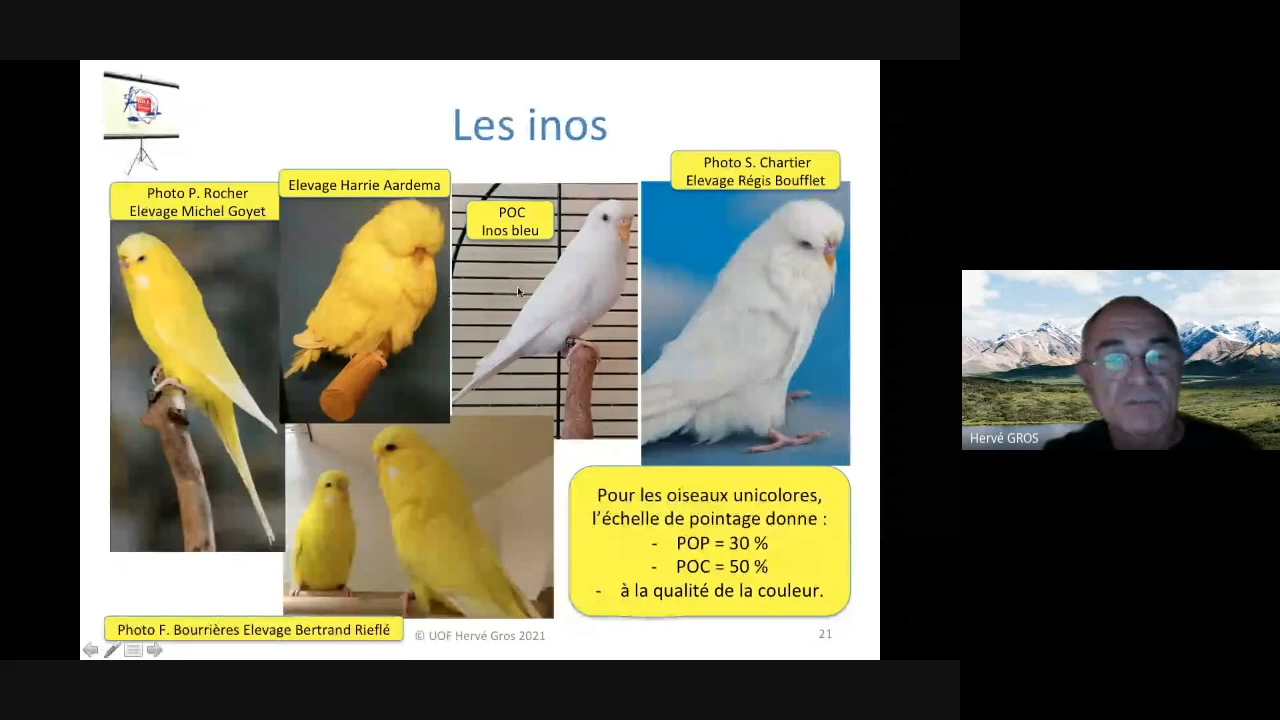 Les inos
Photo P. Rocher
Elevage Michel Goyet
Elevage Harrie Aardema
POC
Inos bleu
Photo S. Chartier
Elevage Régis Boufflet
Pour les oiseaux unicolores,
l’échelle de pointage donne :
- POP = 30 %
- POC = 50 %
- à la qualité de la couleur.
Photo F. Bourrières Elevage Bertrand Rieflé
© UOF Hervé Gros 2021
21
Hervé GROS